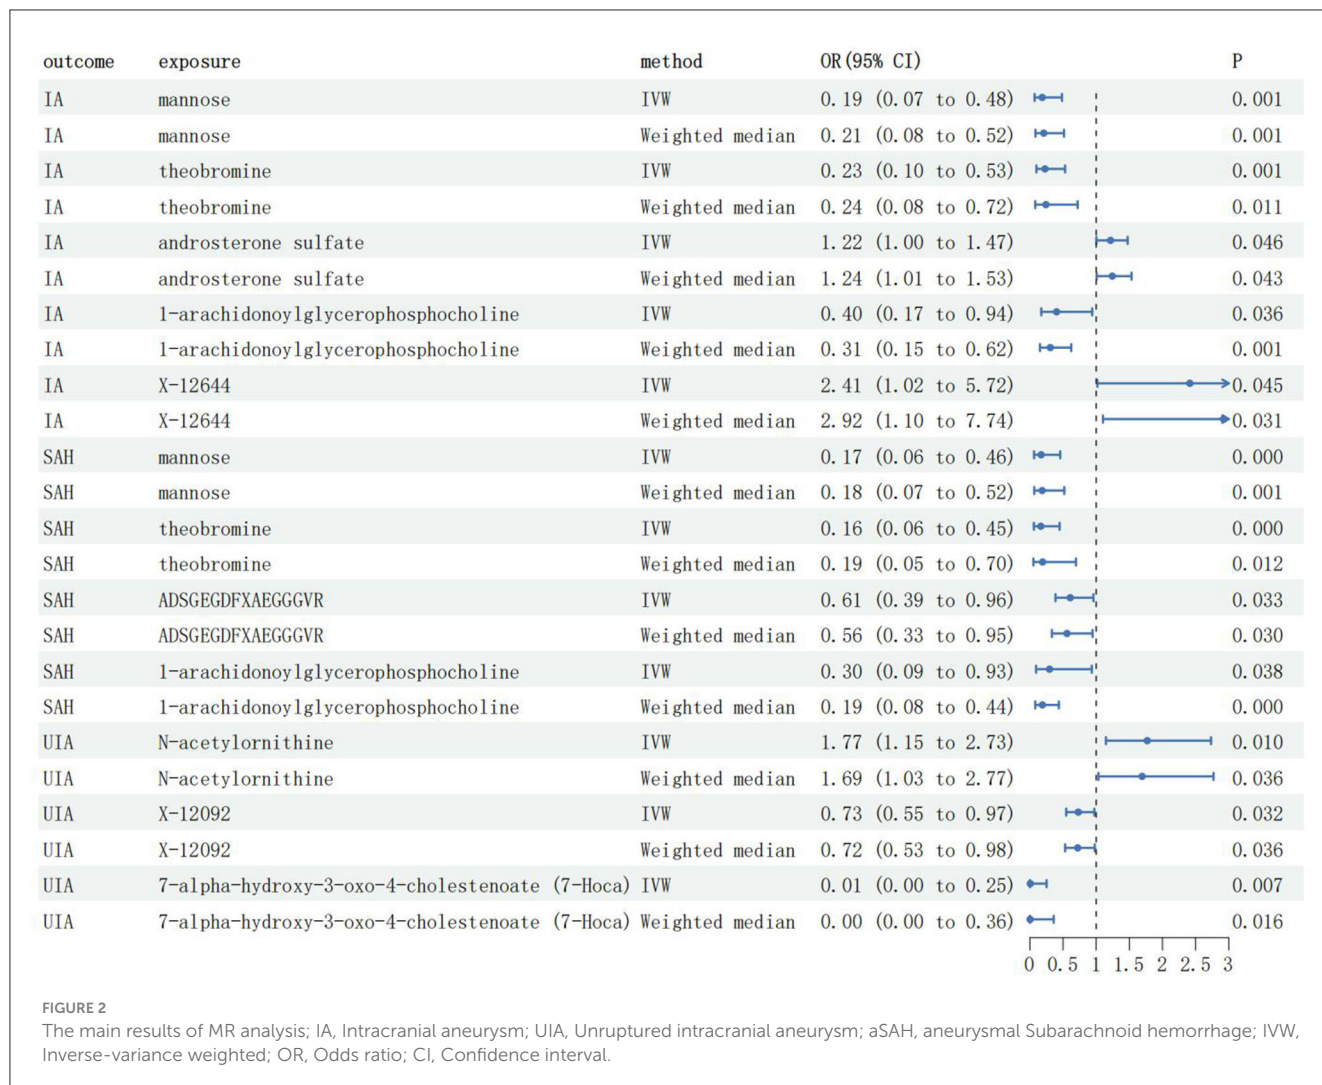 outcome exposure method OR(95% CI) P
IA mannose IVW 0.19 (0.07 to 0.48) 0.001
IA mannose Weighted median 0.21 (0.08 to 0.52) 0.001
IA theobromine IVW 0.23 (0.10 to 0.53) 0.001
IA theobromine Weighted median 0.24 (0.08 to 0.72) 0.011
IA androsterone sulfate IVW 1.22 (1.00 to 1.47) 0.046
IA androsterone sulfate Weighted median 1.24 (1.01 to 1.53) 0.043
IA 1-arachidonoylglycerophosphocholine IVW 0.40 (0.17 to 0.94) 0.036
IA 1-arachidonoylglycerophosphocholine Weighted median 0.31 (0.15 to 0.62) 0.001
IA X-12644 IVW 2.41 (1.02 to 5.72) 0.045
IA X-12644 Weighted median 2.92 (1.10 to 7.74) 0.031
SAH mannose IVW 0.17 (0.06 to 0.46) 0.000
SAH mannose Weighted median 0.18 (0.07 to 0.52) 0.001
SAH theobromine IVW 0.16 (0.06 to 0.45) 0.000
SAH theobromine Weighted median 0.19 (0.05 to 0.70) 0.012
SAH ADSGEGDFXAEGGGVR IVW 0.61 (0.39 to 0.96) 0.033
SAH ADSGEGDFXAEGGGVR Weighted median 0.56 (0.33 to 0.95) 0.030
SAH 1-arachidonoylglycerophosphocholine IVW 0.30 (0.09 to 0.93) 0.038
SAH 1-arachidonoylglycerophosphocholine Weighted median 0.19 (0.08 to 0.44) 0.000
UIA N-acetylornithine IVW 1.77 (1.15 to 2.73) 0.010
UIA N-acetylornithine Weighted median 1.69 (1.03 to 2.77) 0.036
UIA X-12092 IVW 0.73 (0.55 to 0.97) 0.032
UIA X-12092 Weighted median 0.72 (0.53 to 0.98) 0.036
UIA 7-alpha-hydroxy-3-oxo-4-cholestenoate (7-Hoca) IVW 0.01 (0.00 to 0.25) 0.007
UIA 7-alpha-hydroxy-3-oxo-4-cholestenoate (7-Hoca) Weighted median 0.00 (0.00 to 0.36) 0.016
0 0.5 1 1.5 2 2.5 3
FIGURE 2
The main results of MR analysis; IA, Intracranial aneurysm; UIA, Unruptured intracranial aneurysm; aSAH, aneurysmal Subarachnoid hemorrhage; IVW,
Inverse-variance weighted; OR, Odds ratio; CI, Confidence interval.